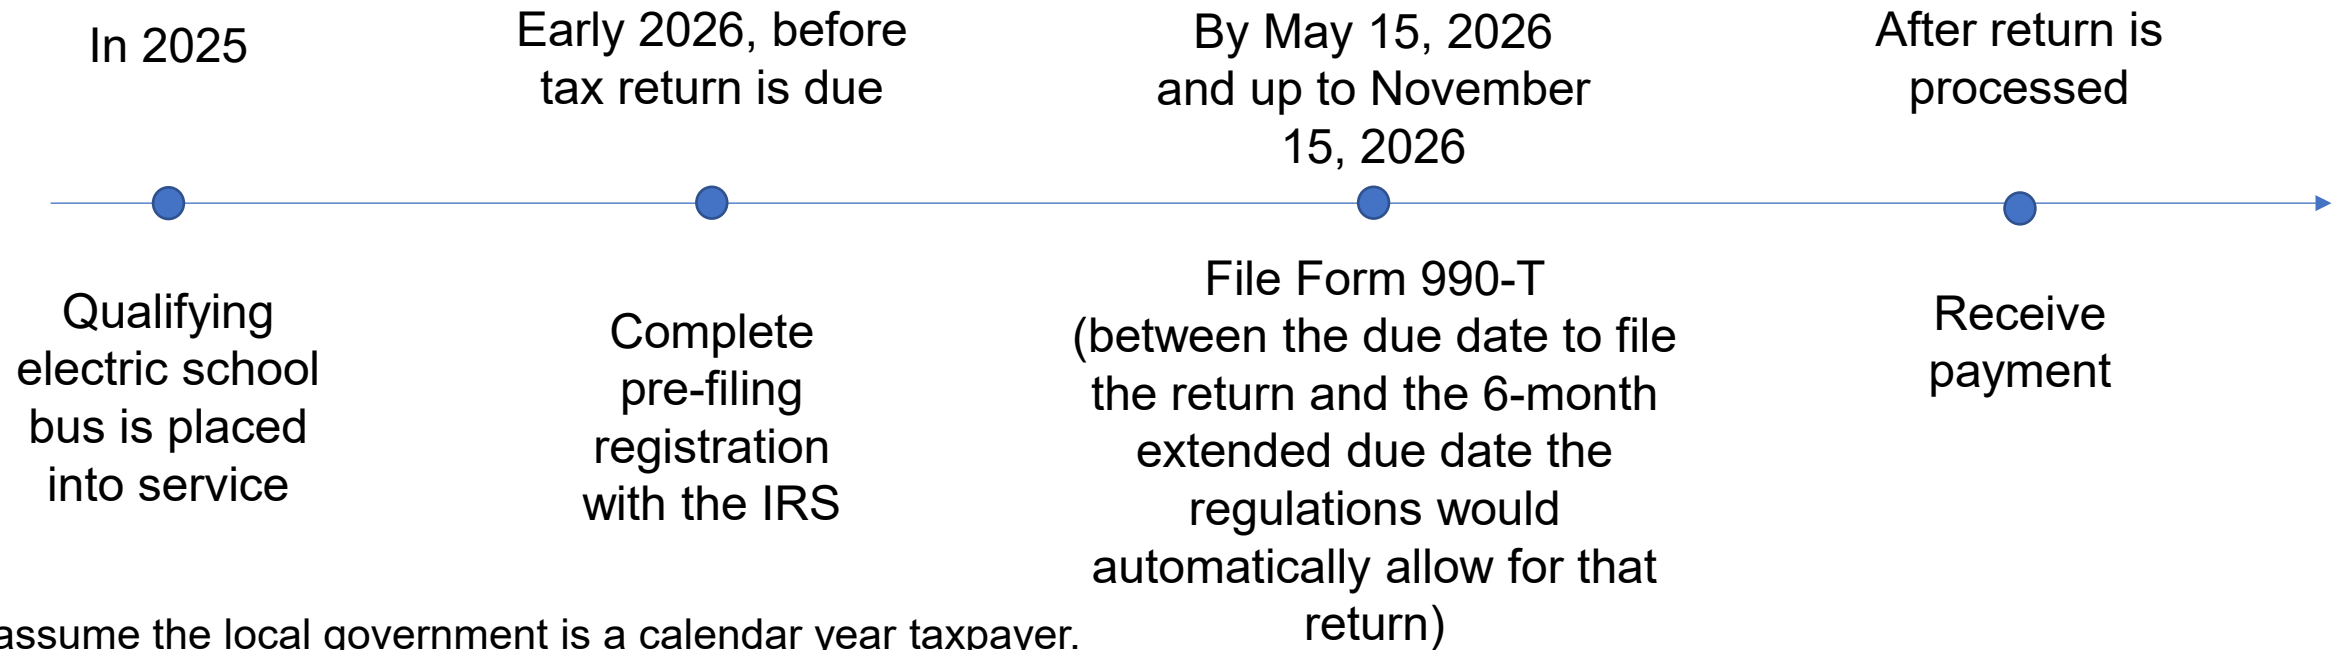 In 2025
Early 2026, before
tax return is due
By May 15, 2026
and up to November
15, 2026
After return is
processed
Qualifying
electric school
bus is placed
into service
Complete
pre-filing
registration
with the IRS
File Form 990-T
(between the due date to file
the return and the 6-month
extended due date the
regulations would
automatically allow for that
return)
Receive
payment
assume the local government is a calendar year taxpayer.